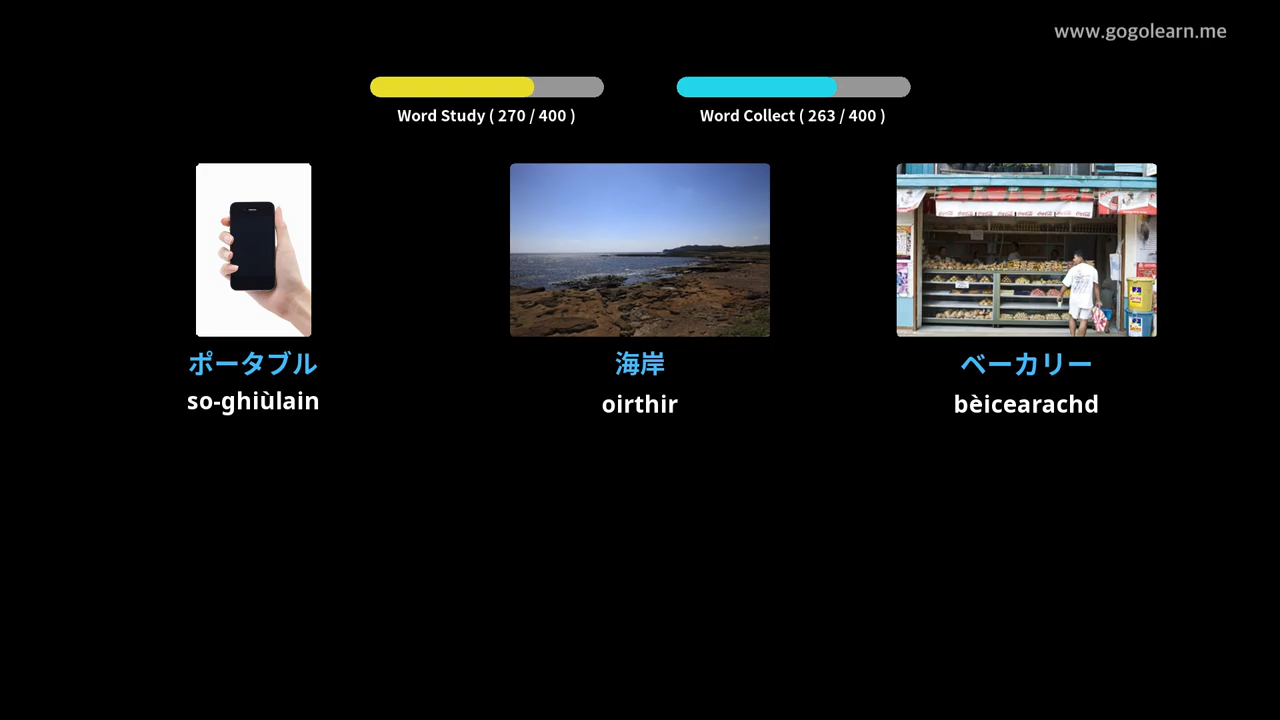 www.gogolearn.me
Word Study ( 270 / 400 )
Word Collect ( 263 / 400 )
ポータブル
海岸
ベーカリー
so-ghiùlain
oirthir
bèicearachd